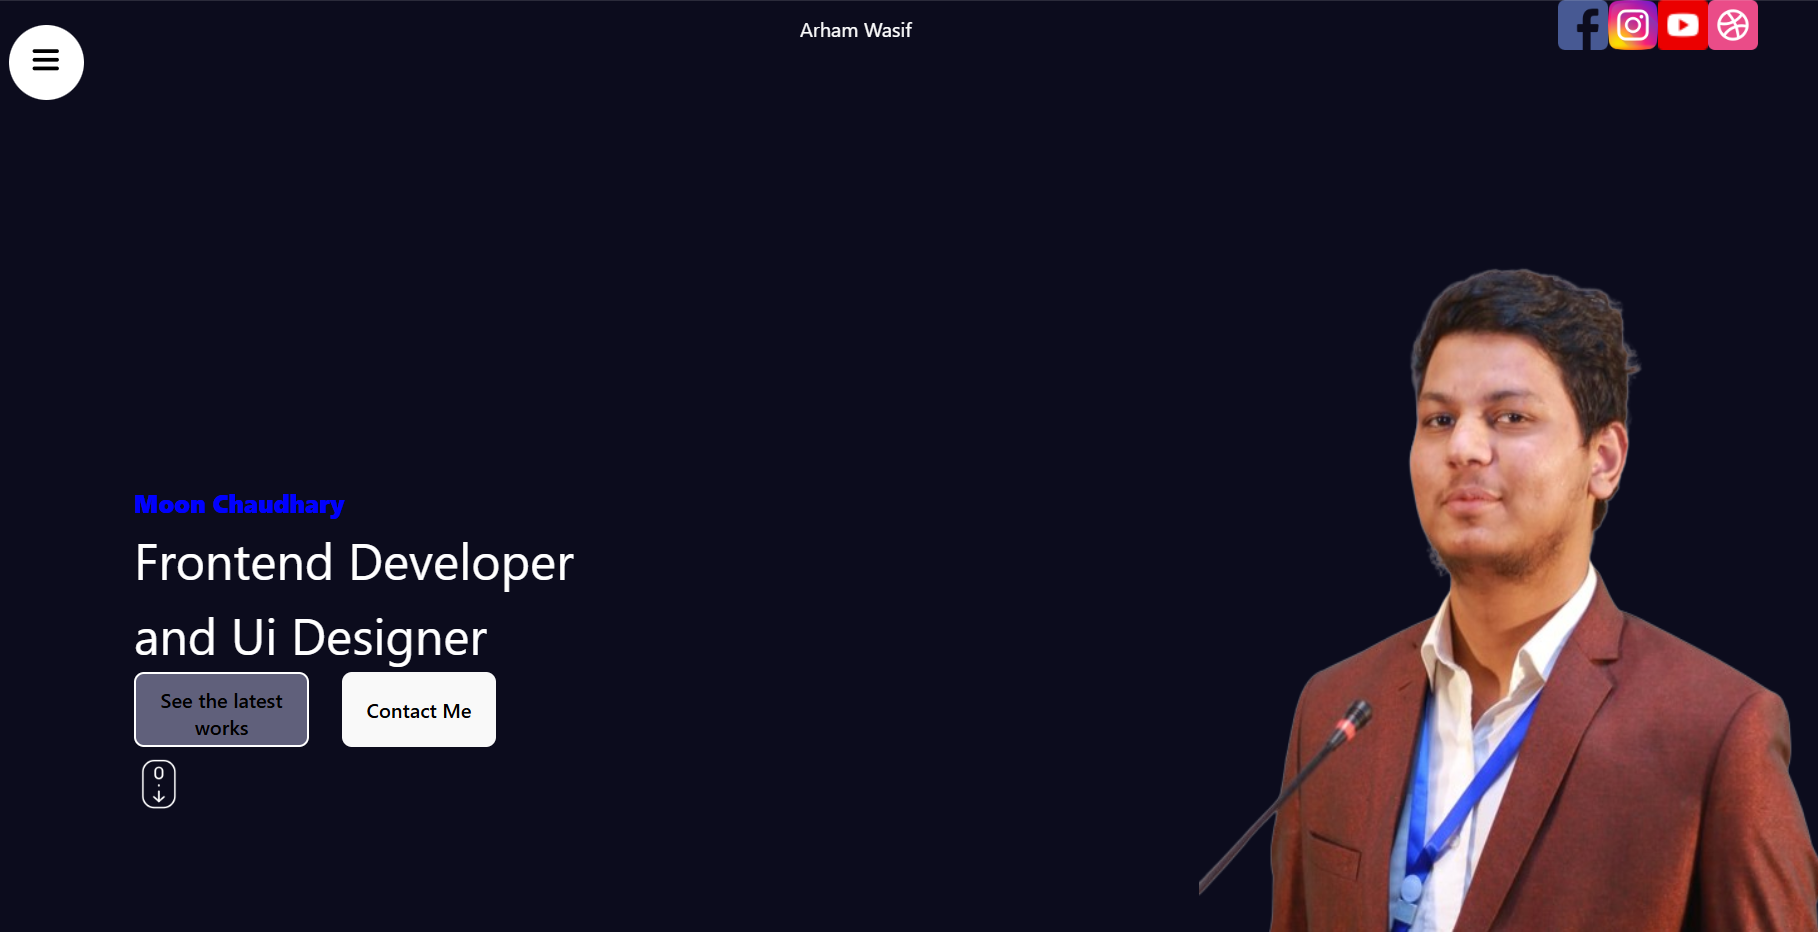 Arham Wasif
Moon Chaudhary
Frontend Developer
and Ui Designer
See the latest
works
Contact Me